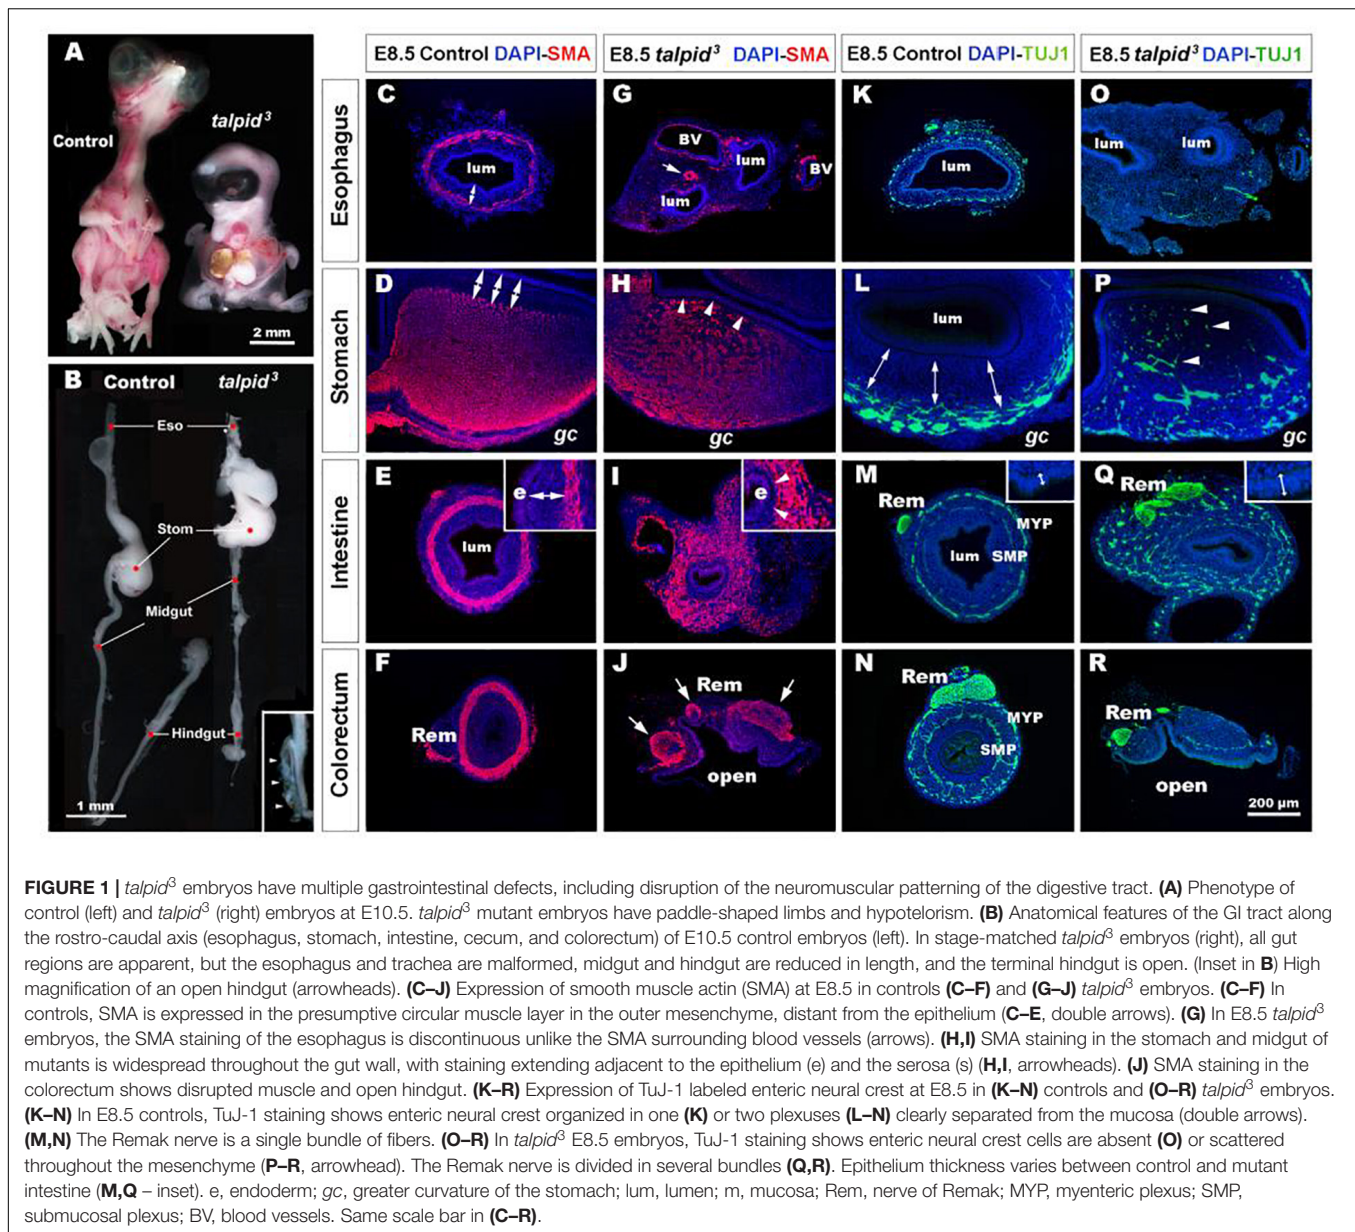 E8.5 Control DAPI-SMA
E8.5 talpid³ DAPI-SMA
E8.5 Control DAPI-TUJ1
E8.5 talpid³ DAPI-TUJ1
A
Control
talpid³
2 mm
B
Control
talpid³
Eso
Stom
Midgut
Hindgut
1 mm
Esophagus
C
lum
G
BV
lum
BV
lum
K
lum
O
lum
lum
Stomach
D
gc
H
gc
L
lum
gc
P
gc
Intestine
E
e
lum
I
e
M
Rem
MYP
lum
SMP
Q
Rem
Colorectum
F
Rem
J
Rem
open
N
Rem
MYP
SMP
R
Rem
open
200 µm
FIGURE 1 | talpid³ embryos have multiple gastrointestinal defects, including disruption of the neuromuscular patterning of the digestive tract. (A) Phenotype of
control (left) and talpid³ (right) embryos at E10.5. talpid³ mutant embryos have paddle-shaped limbs and hypotelorism. (B) Anatomical features of the GI tract along
the rostro-caudal axis (esophagus, stomach, intestine, cecum, and colorectum) of E10.5 control embryos (left). In stage-matched talpid³ embryos (right), all gut
regions are apparent, but the esophagus and trachea are malformed, midgut and hindgut are reduced in length, and the terminal hindgut is open. (Inset in B) High
magnification of an open hindgut (arrowheads). (C–J) Expression of smooth muscle actin (SMA) at E8.5 in controls (C–F) and (G–J) talpid³ embryos. (C–F) In
controls, SMA is expressed in the presumptive circular muscle layer in the outer mesenchyme, distant from the epithelium (C–E, double arrows). (G) In E8.5 talpid³
embryos, the SMA staining of the esophagus is discontinuous unlike the SMA surrounding blood vessels (arrows). (H,I) SMA staining in the stomach and midgut of
mutants is widespread throughout the gut wall, with staining extending adjacent to the epithelium (e) and the serosa (s) (H,I, arrowheads). (J) SMA staining in the
colorectum shows disrupted muscle and open hindgut. (K–R) Expression of TuJ-1 labeled enteric neural crest at E8.5 in (K–N) controls and (O–R) talpid³ embryos.
(K–N) In E8.5 controls, TuJ-1 staining shows enteric neural crest organized in one (K) or two plexuses (L–N) clearly separated from the mucosa (double arrows).
(M,N) The Remak nerve is a single bundle of fibers. (O–R) In talpid³ E8.5 embryos, TuJ-1 staining shows enteric neural crest cells are absent (O) or scattered
throughout the mesenchyme (P–R, arrowhead). The Remak nerve is divided in several bundles (Q,R). Epithelium thickness varies between control and mutant
intestine (M,Q – inset). e, endoderm; gc, greater curvature of the stomach; lum, lumen; m, mucosa; Rem, nerve of Remak; MYP, myenteric plexus; SMP,
submucosal plexus; BV, blood vessels. Same scale bar in (C–R).